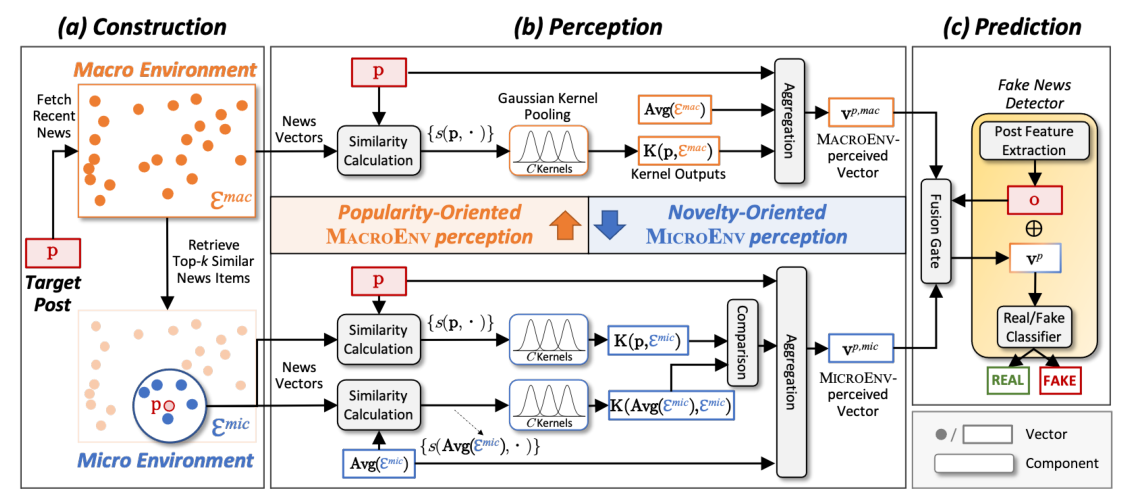 (a) Construction
(b) Perception
(c) Prediction
Macro Environment
Fetch
Recent
News
ℰᵐᵃᶜ
p
Target
Post
Retrieve
Top-k Similar
News Items
p
ℰᵐⁱᶜ
Micro Environment
News
Vectors
p
Similarity
Calculation
{s(p, ·)}
Gaussian Kernel
Pooling
C Kernels
Avg(ℰᵐᵃᶜ)
K(p,ℰᵐᵃᶜ)
Kernel Outputs
Aggregation
vᵖ,ᵐᵃᶜ
MACROENV-
perceived
Vector
Popularity-Oriented
MACROENV perception
Novelty-Oriented
MICROENV perception
News
Vectors
p
Similarity
Calculation
{s(p, ·)}
C Kernels
K(p,ℰᵐⁱᶜ)
Comparison
Similarity
Calculation
C Kernels
K(Avg(ℰᵐⁱᶜ),ℰᵐⁱᶜ)
{s(Avg(ℰᵐⁱᶜ), ·)}
Avg(ℰᵐⁱᶜ)
Aggregation
vᵖ,ᵐⁱᶜ
MICROENV-
perceived
Vector
Fusion Gate
Fake News
Detector
Post Feature
Extraction
o
⊕
vᵖ
Real/Fake
Classifier
REAL
FAKE
/
Vector
Component